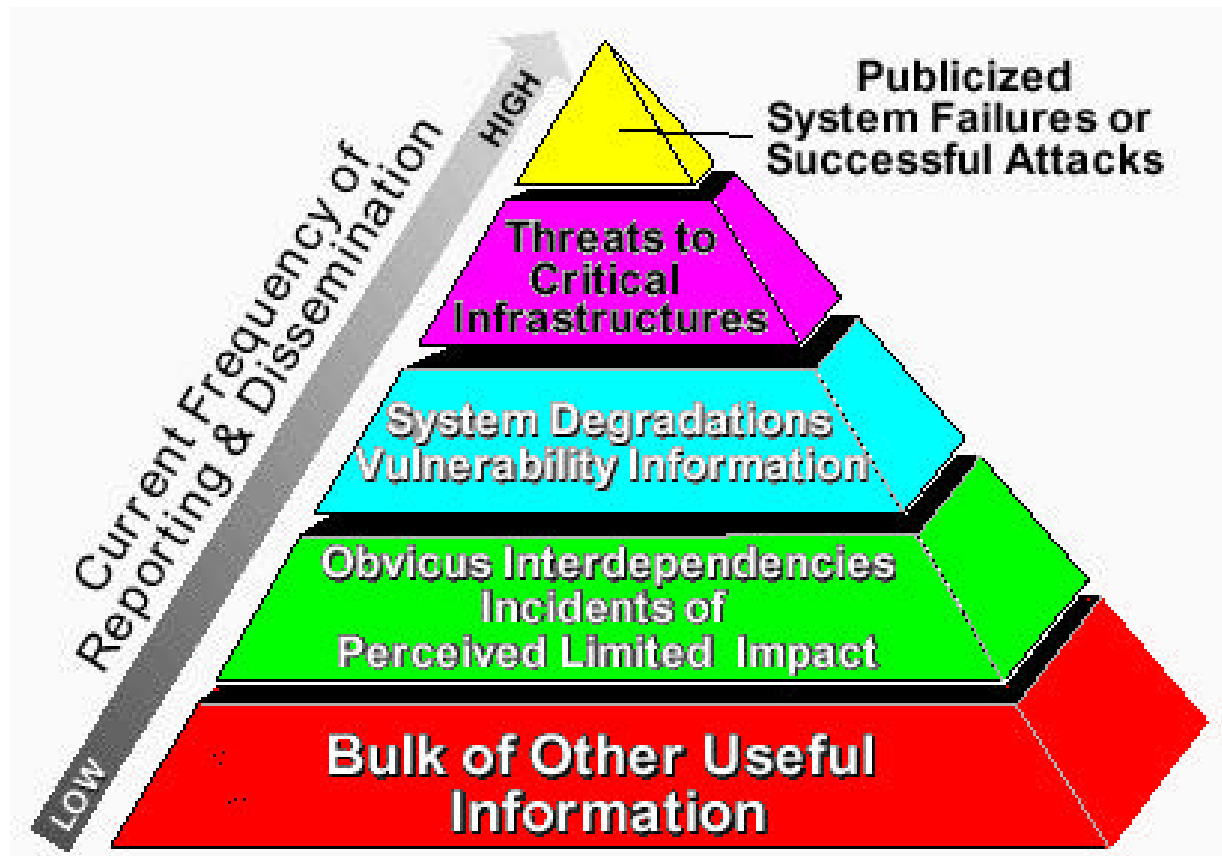 Publicized
System Failures or
Successful Attacks
HIGH
Current Frequency of
Reporting & Dissemination
Threats to
Critical
Infrastructures
System Degradations
Vulnerability Information
Obvious Interdependencies
Incidents of
Perceived Limited Impact
LOW
Bulk of Other Useful
Information